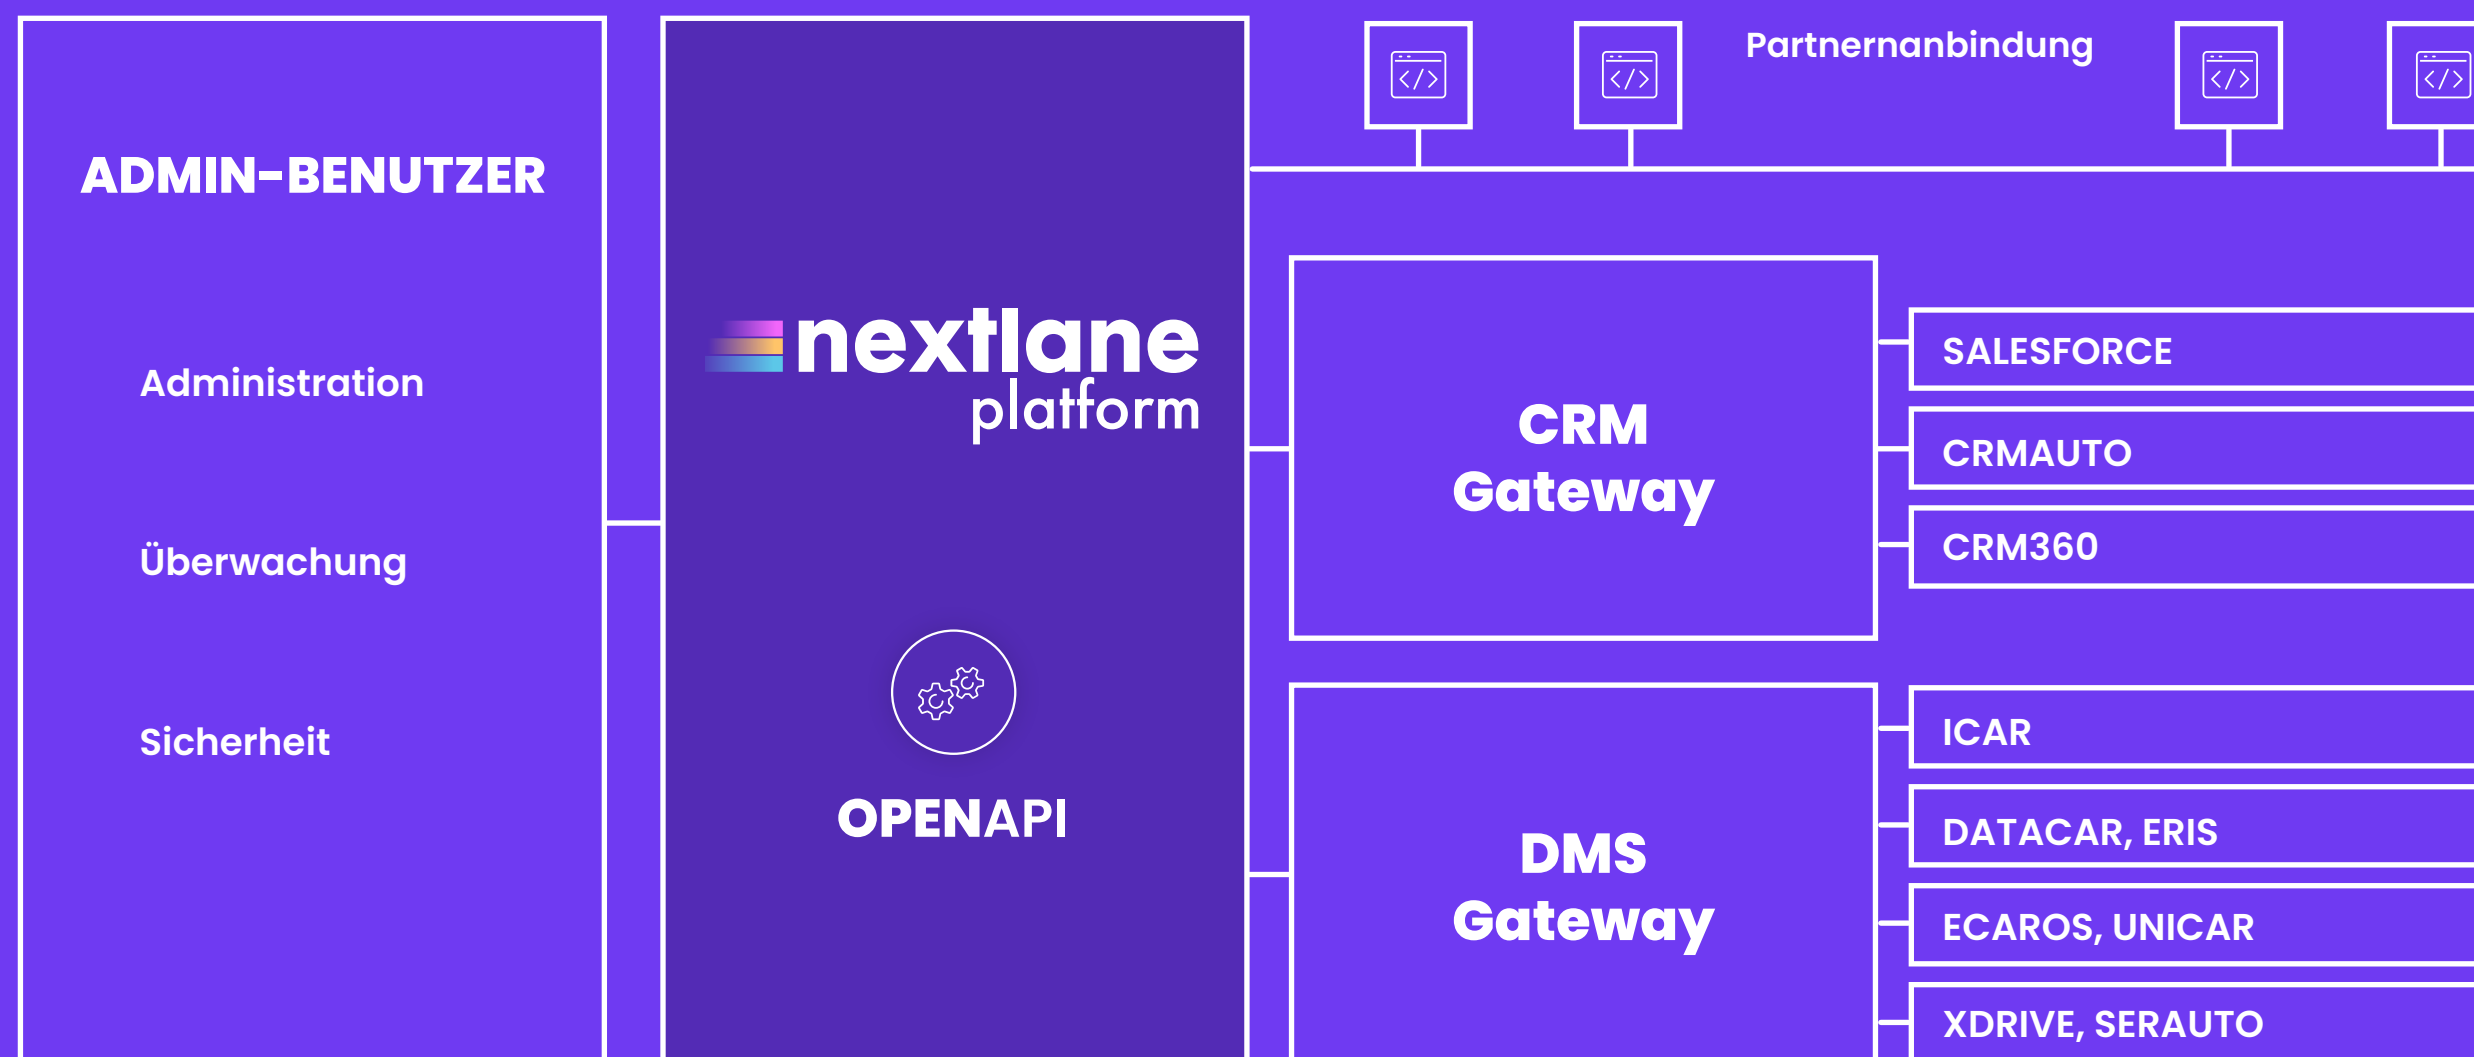 ADMIN-BENUTZER
Administration
Überwachung
Sicherheit
nextlane
platform
OPENAPI
Partnernanbindung
CRM
Gateway
SALESFORCE
CRMAUTO
CRM360
DMS
Gateway
ICAR
DATACAR, ERIS
ECAROS, UNICAR
XDRIVE, SERAUTO